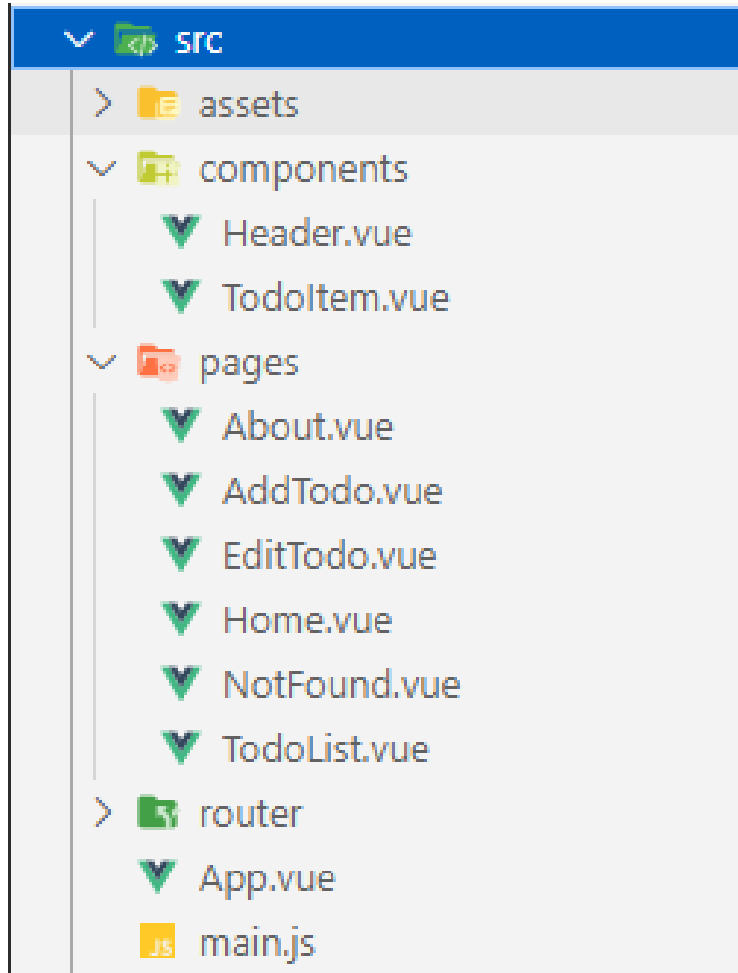 src
assets
components
Header.vue
TodoItem.vue
pages
About.vue
AddTodo.vue
EditTodo.vue
Home.vue
NotFound.vue
TodoList.vue
router
App.vue
JS main.js